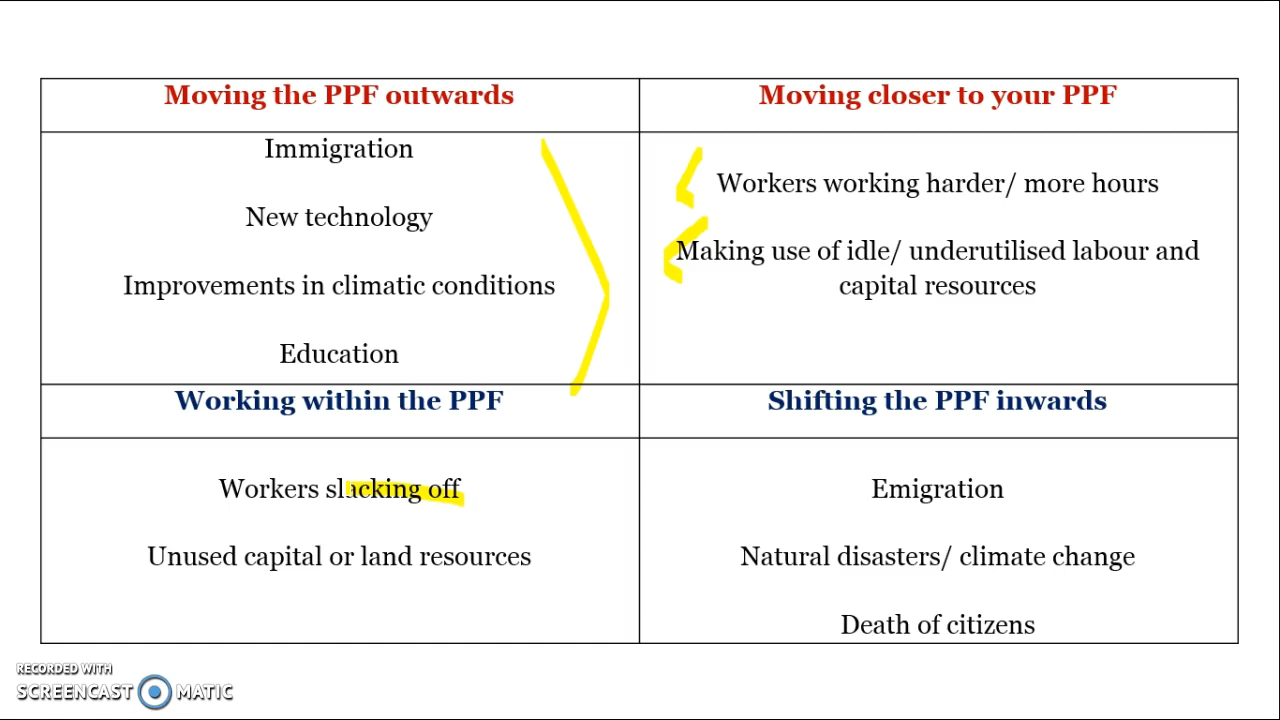 Moving the PPF outwards
Moving closer to your PPF
Immigration
New technology
Improvements in climatic conditions
Education
Workers working harder/ more hours
Making use of idle/ underutilised labour and
capital resources
Working within the PPF
Shifting the PPF inwards
Workers slacking off
Unused capital or land resources
Emigration
Natural disasters/ climate change
Death of citizens
RECORDED WITH
SCREENCAST MATIC